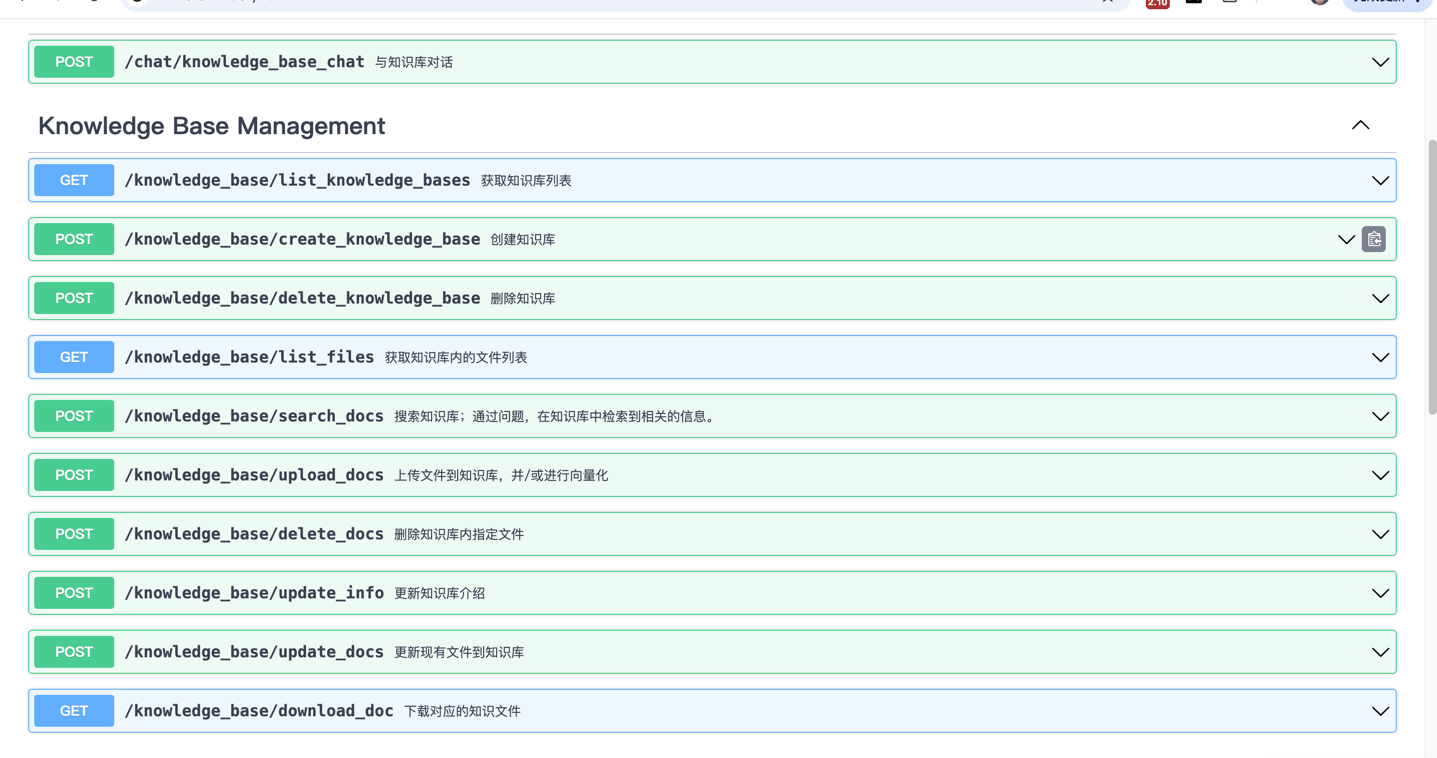 2.10
POST /chat/knowledge_base_chat 与知识库对话
Knowledge Base Management
GET /knowledge_base/list_knowledge_bases 获取知识库列表
POST /knowledge_base/create_knowledge_base 创建知识库
POST /knowledge_base/delete_knowledge_base 删除知识库
GET /knowledge_base/list_files 获取知识库内的文件列表
POST /knowledge_base/search_docs 搜索知识库；通过问题，在知识库中检索到相关的信息。
POST /knowledge_base/upload_docs 上传文件到知识库，并/或进行向量化
POST /knowledge_base/delete_docs 删除知识库内指定文件
POST /knowledge_base/update_info 更新知识库介绍
POST /knowledge_base/update_docs 更新现有文件到知识库
GET /knowledge_base/download_doc 下载对应的知识文件